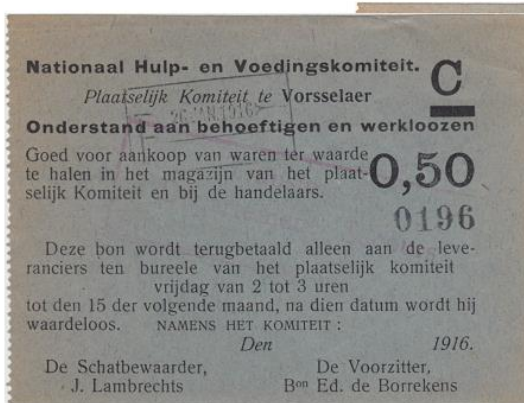 Nationaal Hulp- en Voedingskomiteit.
C
Plaatselijk Komiteit te Vorsselaer
26 JAN. 1916
Onderstand aan behoeftigen en werkloozen
Goed voor aankoop van waren ter waarde
te halen in het magazijn van het plaat-
selijk Komiteit en bij de handelaars.
0,50
0196
Deze bon wordt terugbetaald alleen aan de leve-
ranciers ten bureele van het plaatselijk komiteit
vrijdag van 2 tot 3 uren
tot den 15 der volgende maand, na dien datum wordt hij
waardeloos. NAMENS HET KOMITEIT :
Den 1916.
De Schatbewaarder, De Voorzitter,
J. Lambrechts Bon Ed. de Borrekens